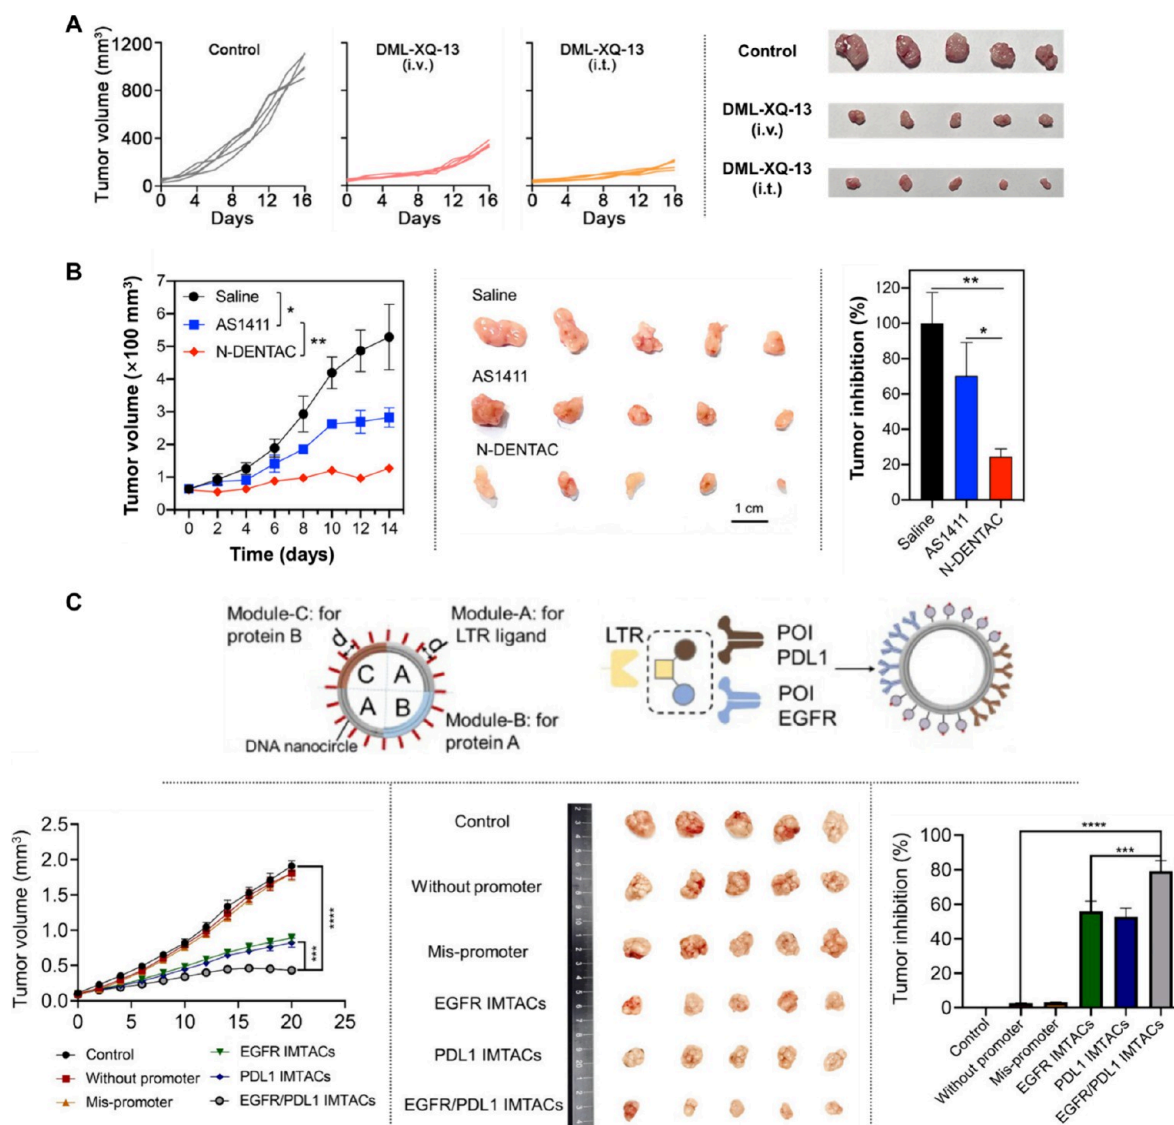 A
Tumor volume (mm³)
1200
800
400
0
Control
0 4 8 12 16
Days
DML-XQ-13
(i.v.)
0 4 8 12 16
Days
DML-XQ-13
(i.t.)
0 4 8 12 16
Days
Control
DML-XQ-13
(i.v.)
DML-XQ-13
(i.t.)
B
Tumor volume (×100 mm³)
7
6
5
4
3
2
1
0
Saline
AS1411
N-DENTAC
*
**
0 2 4 6 8 10 12 14
Time (days)
Saline
AS1411
N-DENTAC
1 cm
Tumor inhibition (%)
120
100
80
60
40
20
0
**
*
Saline
AS1411
N-DENTAC
C
Module-C: for
protein B
Module-A: for
LTR ligand
d
d
C A
A B
Module-B: for
protein A
DNA nanocircle
LTR
POI
PDL1
POI
EGFR
Tumor volume (mm³)
2.5
2.0
1.5
1.0
0.5
0.0
0 5 10 15 20 25
****
***
Control
Without promoter
Mis-promoter
EGFR IMTACs
PDL1 IMTACs
EGFR/PDL1 IMTACs
Control
Without promoter
Mis-promoter
EGFR IMTACs
PDL1 IMTACs
EGFR/PDL1 IMTACs
Tumor inhibition (%)
100
80
60
40
20
0
****
***
Control
Without promoter
Mis-promoter
EGFR IMTACs
PDL1 IMTACs
EGFR/PDL1 IMTACs